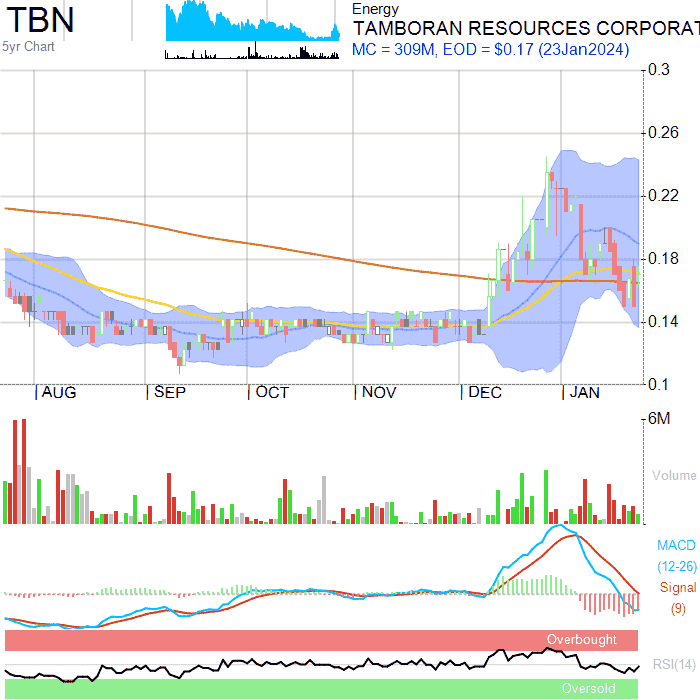 TBN
5yr Chart
Energy
TAMBORAN RESOURCES CORPORAT
MC = 309M, EOD = $0.17 (23Jan2024)
0.3
0.26
0.22
0.18
0.14
0.1
AUG SEP OCT NOV DEC JAN
6M
Volume
MACD
(12-26)
Signal
(9)
Overbought
RSI(14)
Oversold